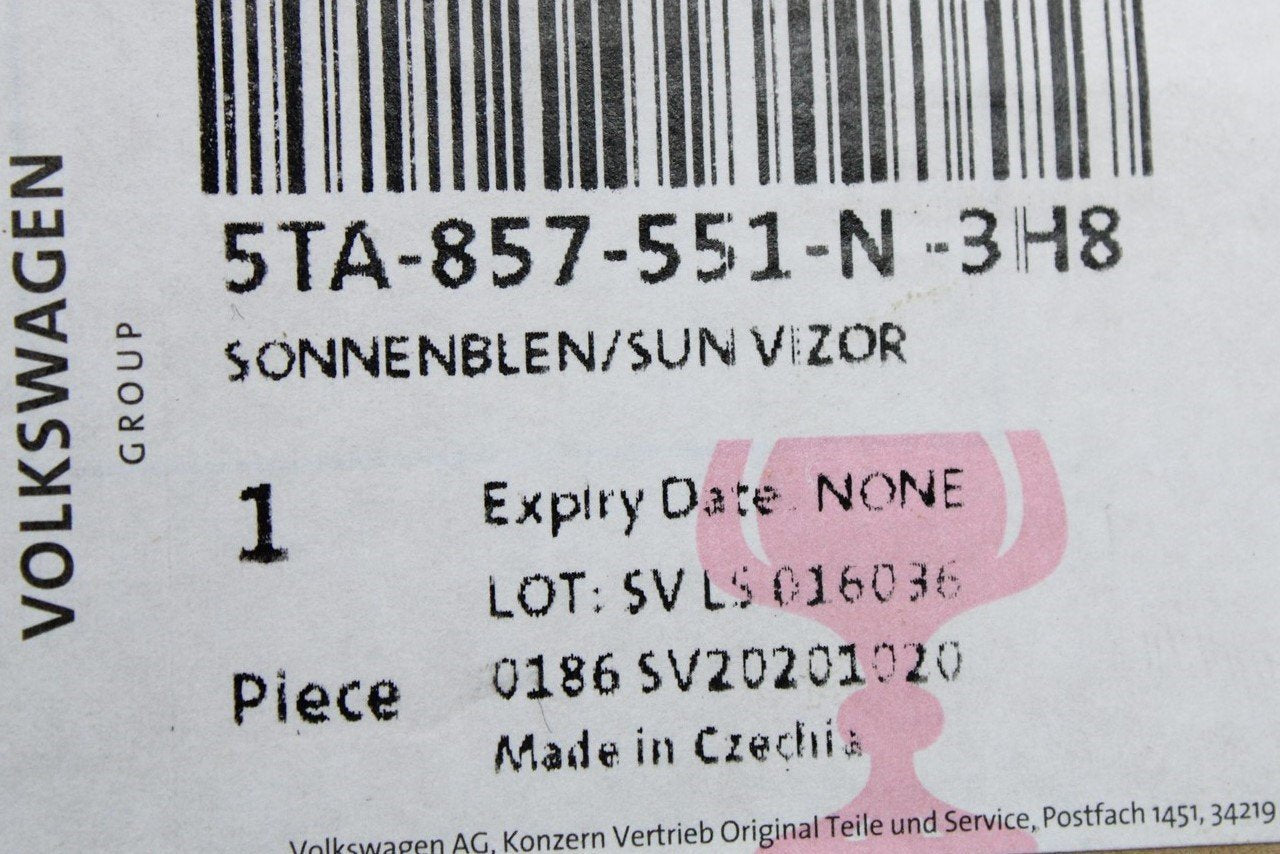 VOLKSWAGEN
GROUP
5TA-857-551-N -3H8
SONNENBLEN/SUN VIZOR
1
Piece
Expiry Date: NONE
LOT: SV LS 016036
0186 SV20201020
Made in Czechia
Volkswagen AG, Konzern Vertrieb Original Teile und Service, Postfach 1451, 34219